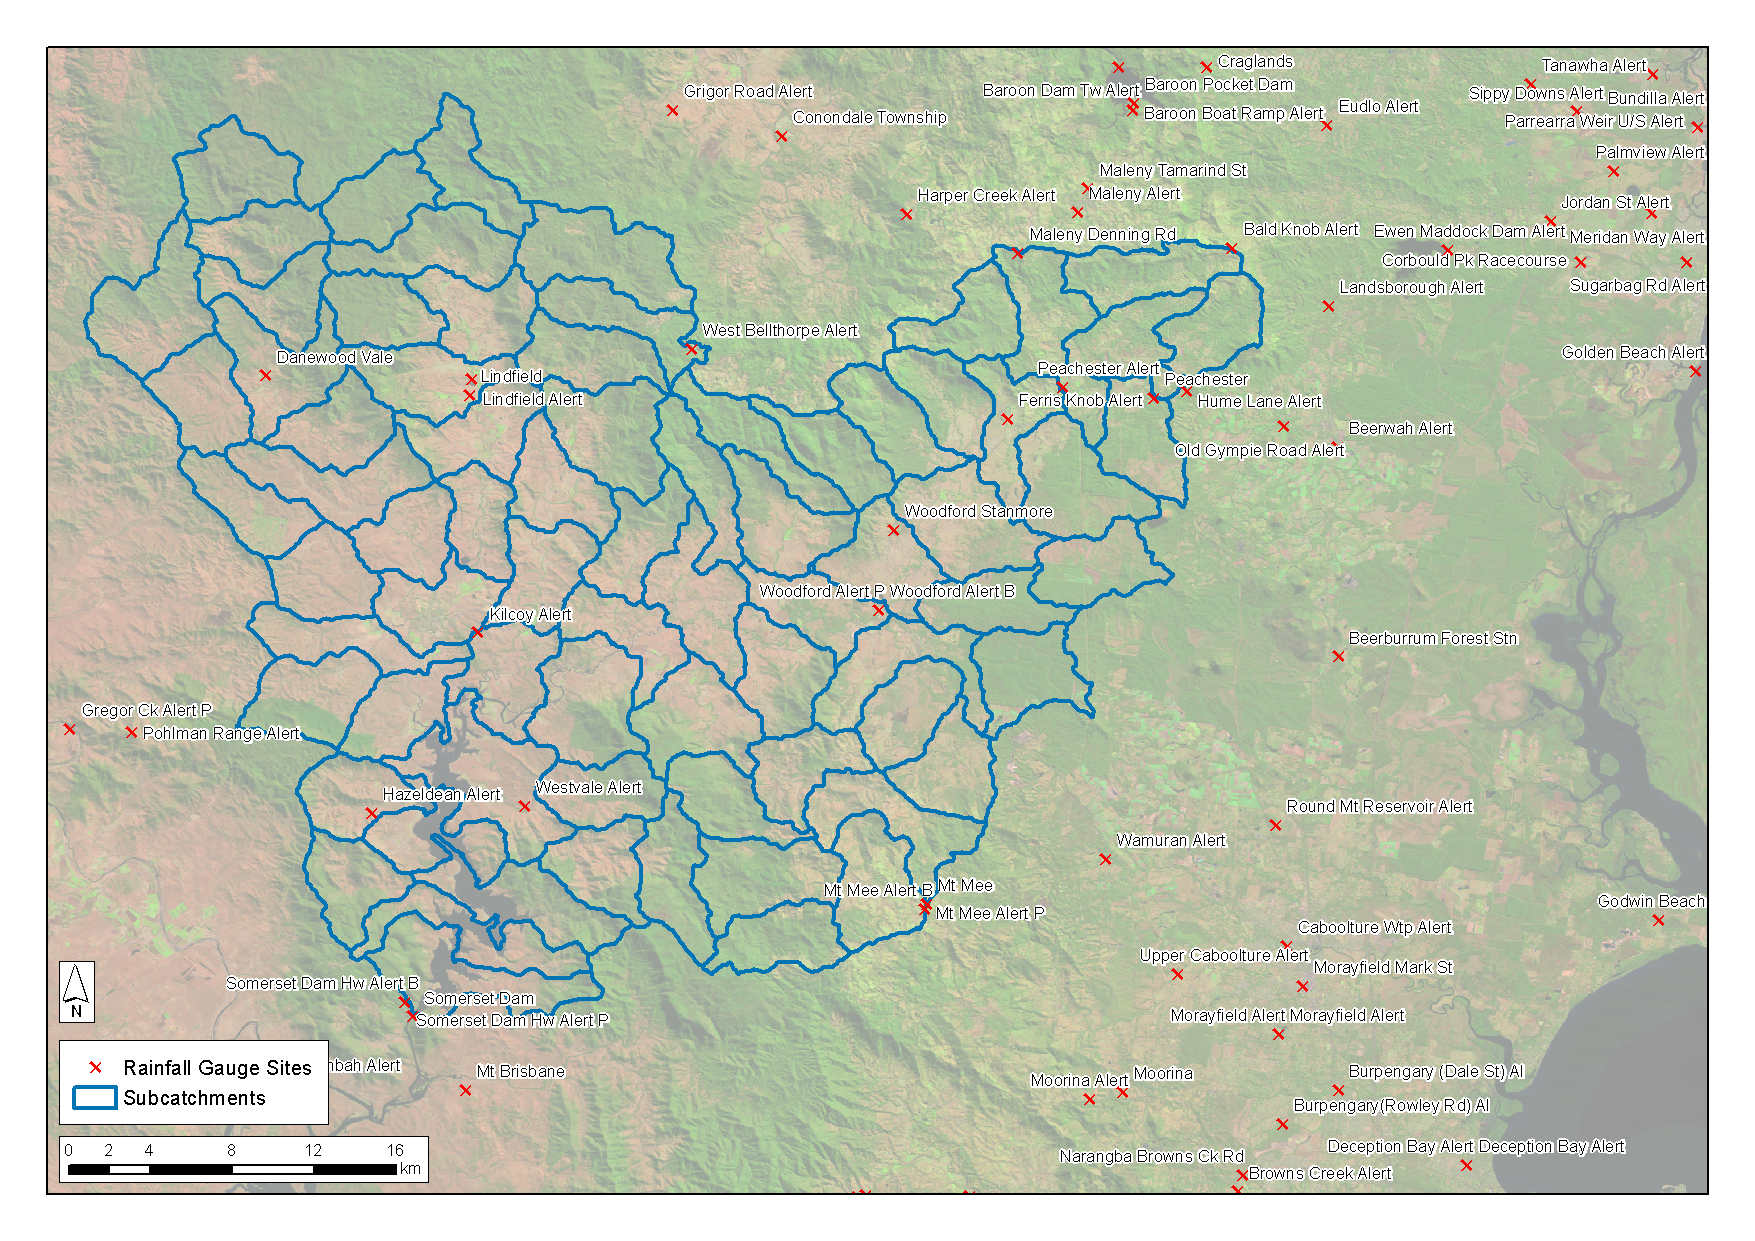 Craglands
Tanawha Alert
Baroon Dam Tw Alert
Baroon Pocket Dam
Grigor Road Alert
Sippy Downs Alert
Bundilla Alert
Eudlo Alert
Baroon Boat Ramp Alert
Conondale Township
Parrearra Weir U/S Alert
Palmview Alert
Maleny Tamarind St
Maleny Alert
Harper Creek Alert
Jordan St Alert
Maleny Denning Rd
Bald Knob Alert
Ewen Maddock Dam Alert
Meridan Way Alert
Corbould Pk Racecourse
Landsborough Alert
Sugarbag Rd Alert
West Bellthorpe Alert
Danewood Vale
Golden Beach Alert
Lindfield
Peachester Alert
Peachester
Lindfield Alert
Ferris Knob Alert
Hume Lane Alert
Beerwah Alert
Old Gympie Road Alert
Woodford Stanmore
Woodford Alert P
Woodford Alert B
Kilcoy Alert
Beerburrum Forest Stn
Gregor Ck Alert P
Pohlman Range Alert
Hazeldean Alert
Westvale Alert
Round Mt Reservoir Alert
Wamuran Alert
Mt Mee Alert B
Mt Mee
Mt Mee Alert P
Godwin Beach
Caboolture Wtp Alert
Upper Caboolture Alert
Morayfield Mark St
Somerset Dam Hw Alert B
Somerset Dam
Somerset Dam Hw Alert P
Morayfield Alert
Morayfield Alert
N
Rainfall Gauge Sites
Subcatchments
nbah Alert
Mt Brisbane
Moorina Alert
Moorina
Burpengary (Dale St) Al
Burpengary(Rowley Rd) Al
0 2 4 8 12 16
km
Narangba Browns Ck Rd
Deception Bay Alert
Deception Bay Alert
Browns Creek Alert